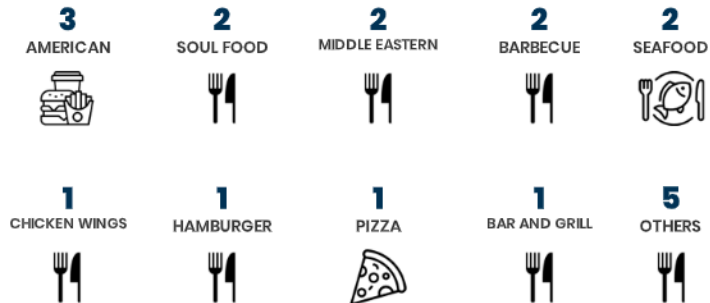 3 2 2 2 2
AMERICAN SOUL FOOD MIDDLE EASTERN BARBECUE SEAFOOD
1 1 1 1 5
CHICKEN WINGS HAMBURGER PIZZA BAR AND GRILL OTHERS